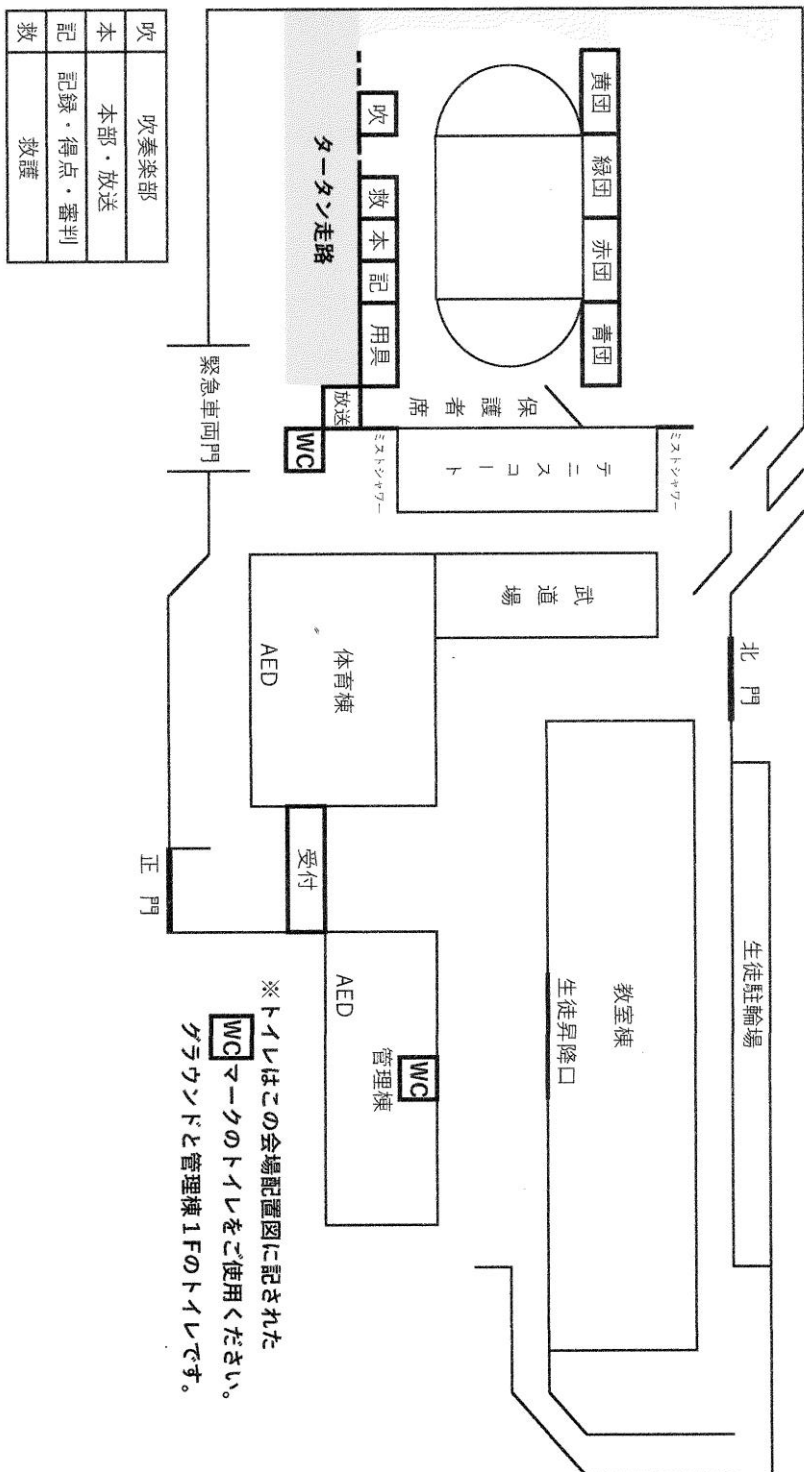 黄団
緑団
赤団
青団
吹
救
本
記
用具
タータン走路
放送
保護者席
WC
ミストシャワー
テニスコート
ミストシャワー
緊急車両門
武道場
体育棟
AED
北門
正門
受付
生徒駐輪場
教室棟
生徒昇降口
管理棟
WC
AED
※トイレはこの会場配置図に記された
WCマークのトイレをご使用ください。
グラウンドと管理棟1Fのトイレです。
吹 吹奏楽部
本 本部・放送
記 記録・得点・審判
救 救護